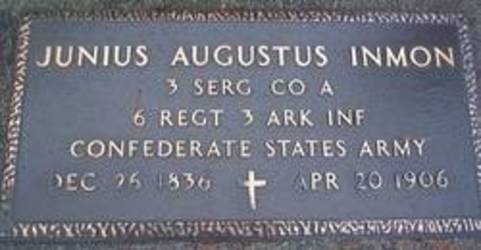 JUNIUS AUGUSTUS INMON
3 SERG CO A
6 REGT 3 ARK INF
CONFEDERATE STATES ARMY
DEC 26 1836 APR 20 1906